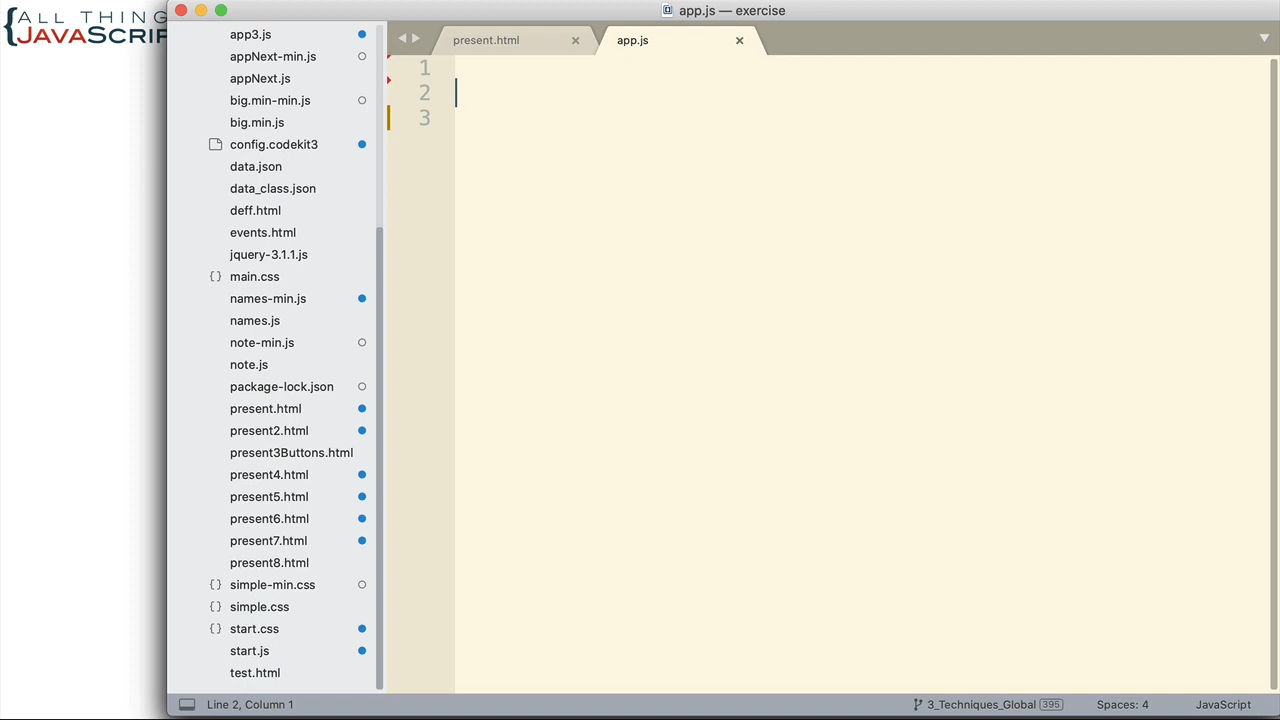 ALL THING
JAVASCRIP
app.js — exercise
app3.js
appNext-min.js
appNext.js
big.min-min.js
big.min.js
config.codekit3
data.json
data_class.json
deff.html
events.html
jquery-3.1.1.js
{ } main.css
names-min.js
names.js
note-min.js
note.js
package-lock.json
present.html
present2.html
present3Buttons.html
present4.html
present5.html
present6.html
present7.html
present8.html
{ } simple-min.css
{ } simple.css
{ } start.css
start.js
test.html
present.html × app.js ×
1
2
3
Line 2, Column 1 3_Techniques_Global 395 Spaces: 4 JavaScript